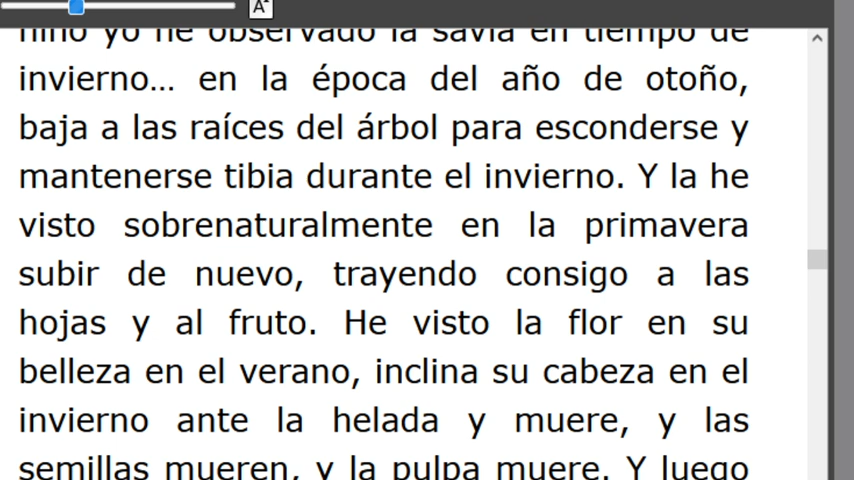 A
niño yo he observado la savia en tiempo de
invierno... en la época del año de otoño,
baja a las raíces del árbol para esconderse y
mantenerse tibia durante el invierno. Y la he
visto sobrenaturalmente en la primavera
subir de nuevo, trayendo consigo a las
hojas y al fruto. He visto la flor en su
belleza en el verano, inclina su cabeza en el
invierno ante la helada y muere, y las
semillas mueren, y la pulpa muere. Y luego